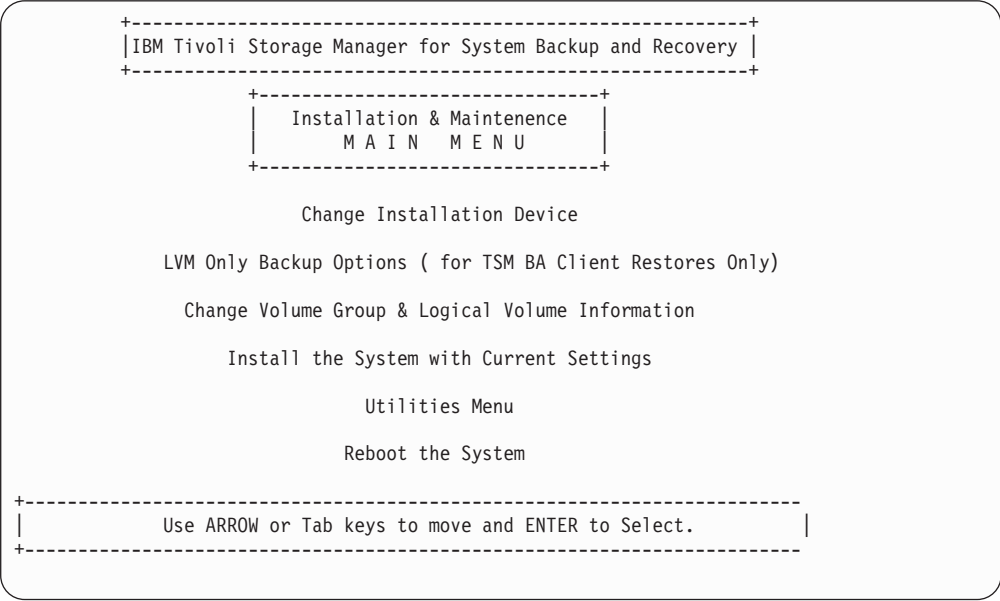 IBM Tivoli Storage Manager for System Backup and Recovery
Installation & Maintenence
M A I N M E N U
Change Installation Device
LVM Only Backup Options ( for TSM BA Client Restores Only)
Change Volume Group & Logical Volume Information
Install the System with Current Settings
Utilities Menu
Reboot the System
Use ARROW or Tab keys to move and ENTER to Select.